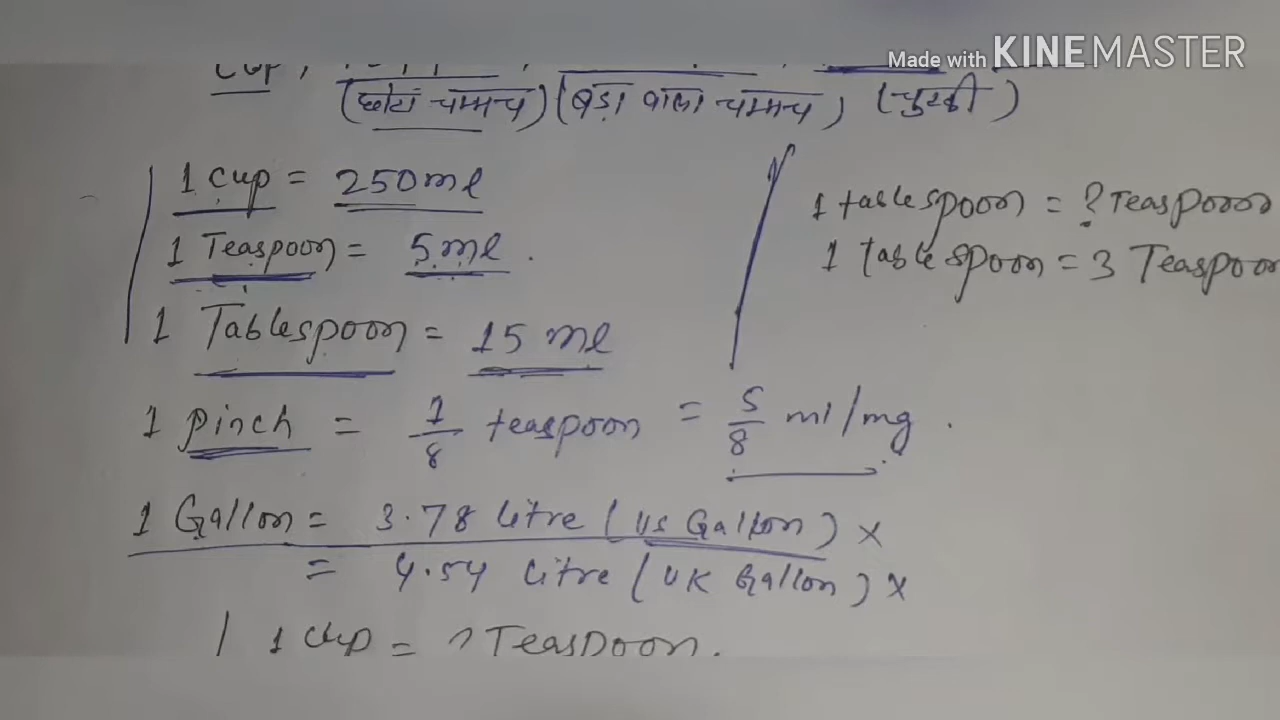 Made with KINEMASTER
Cup,
(छोटा चम्मच) (बड़ा वाला चम्मच) (चुटकी)
1 Cup = 250ml
1 Teaspoon = 5ml.
1 Tablespoon = 15 ml
1 tablespoon = ? Teaspoon
1 Tablespoon = 3 Teaspoon
1 pinch = 1/8 teaspoon = 5/8 ml/mg.
1 Gallon = 3.78 litre (US Gallon) x
= 4.54 litre (UK Gallon) x
1 Cup = ? Teaspoon.